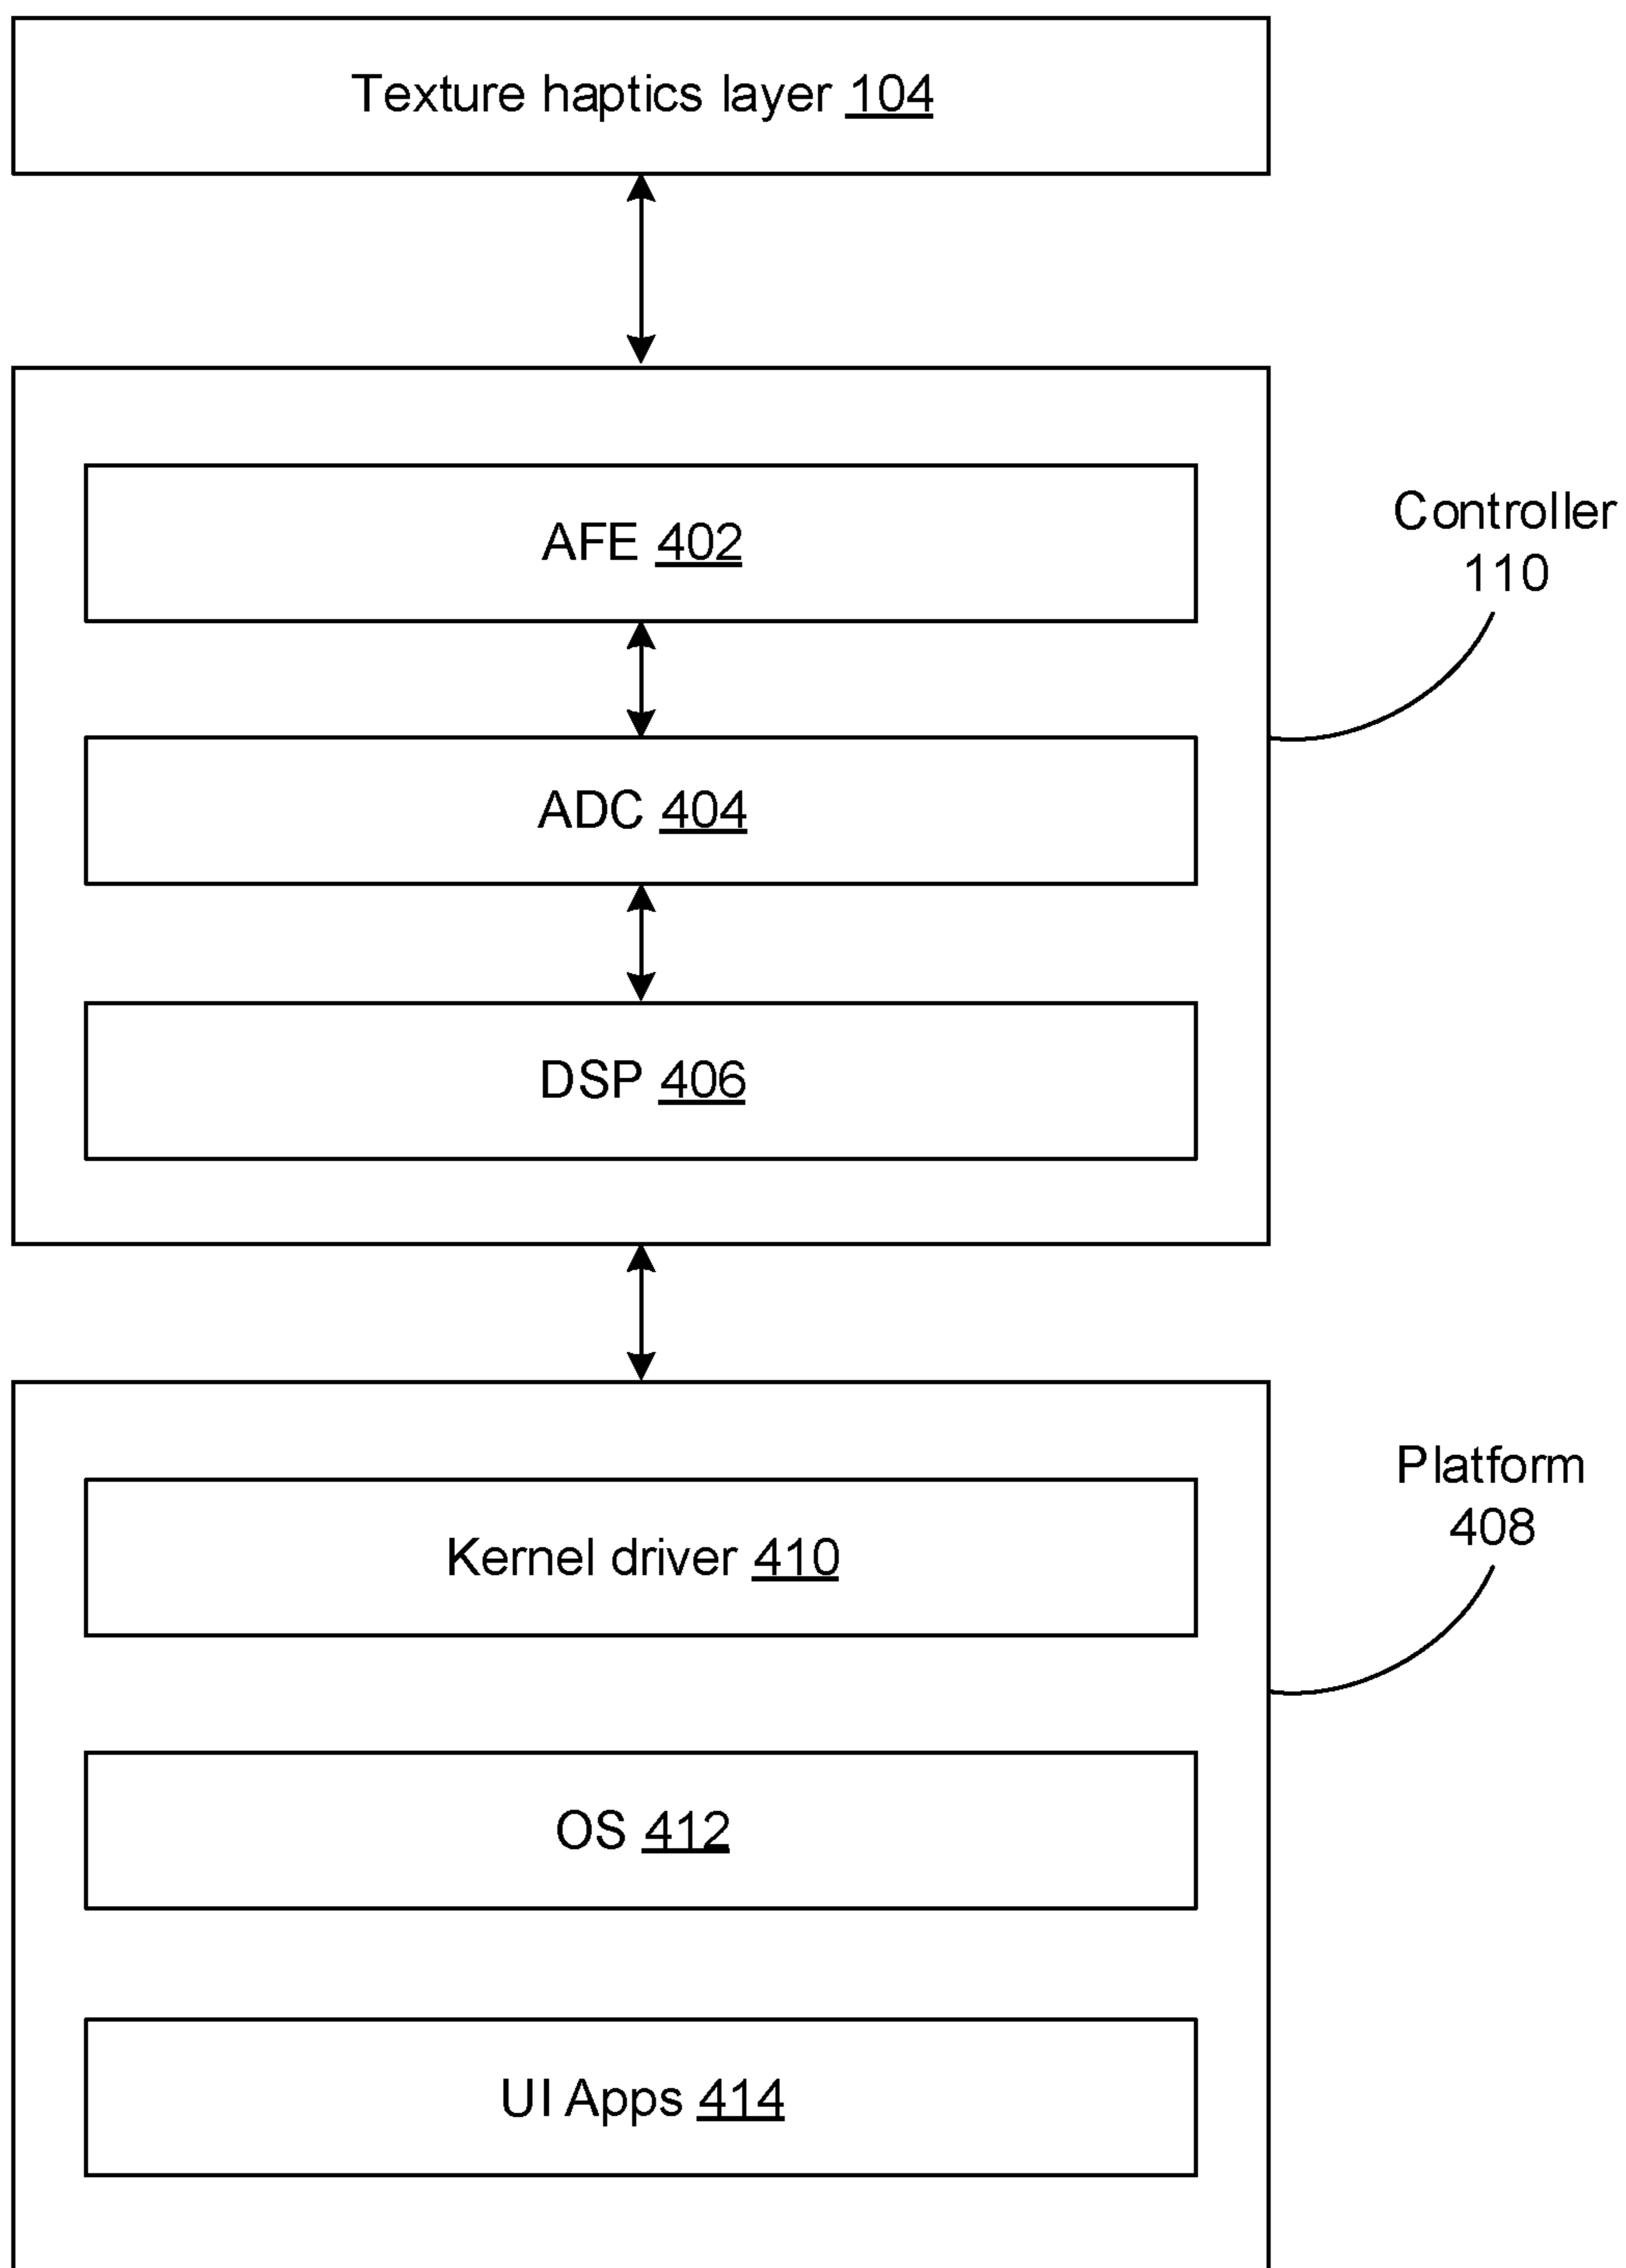 Texture haptics layer 104
AFE 402
Controller
110
ADC 404
DSP 406
Platform
408
Kernel driver 410
OS 412
UI Apps 414